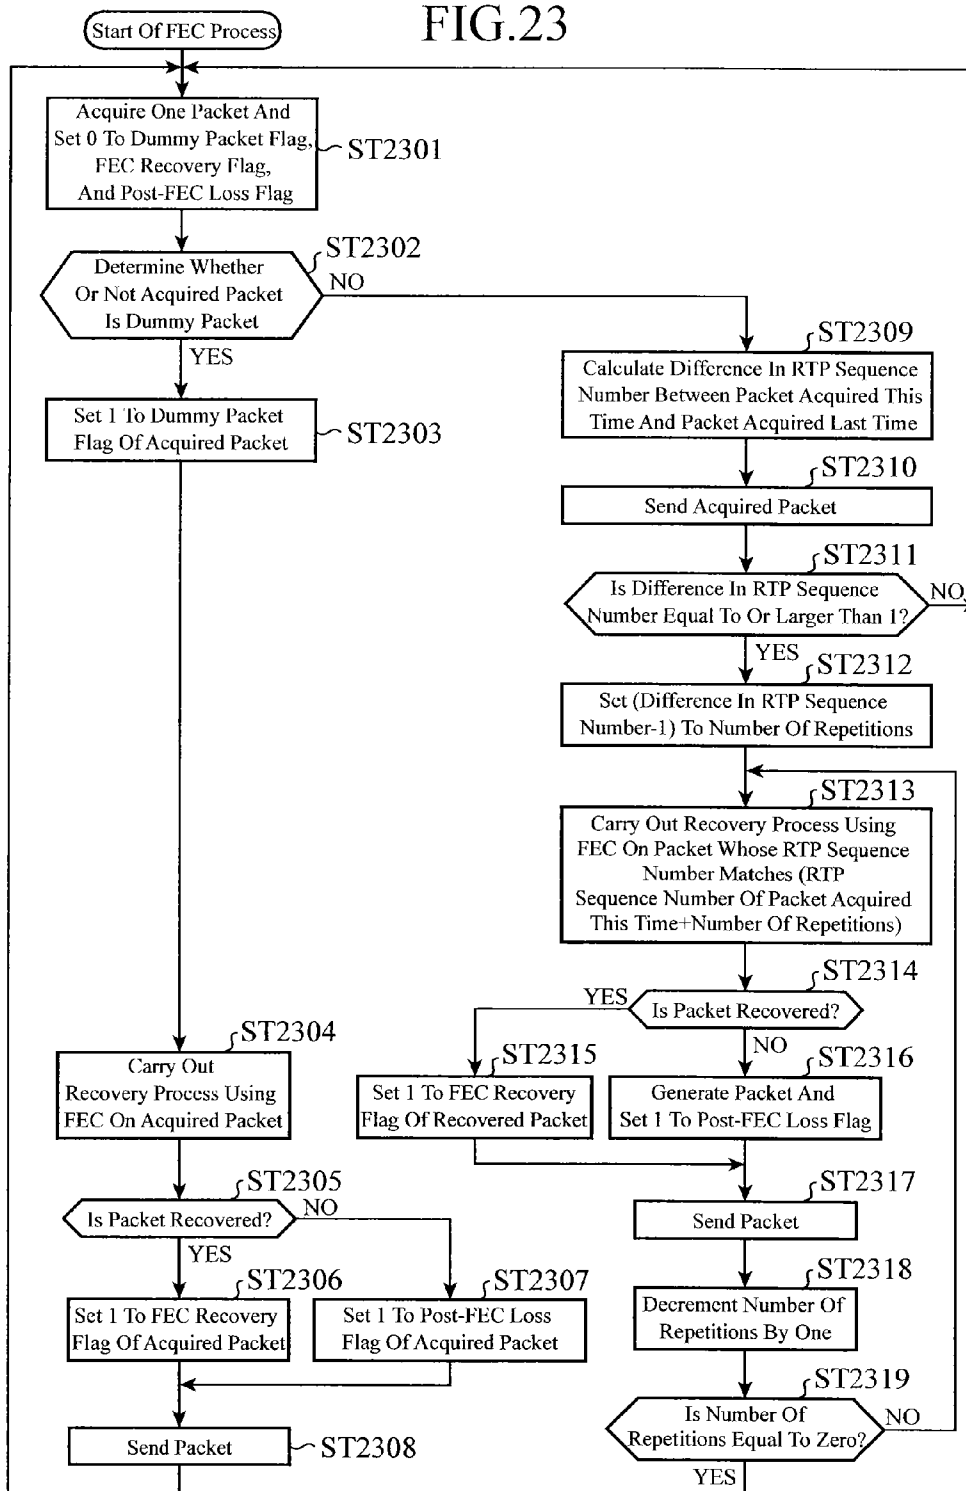 FIG.23
Start Of FEC Process
Acquire One Packet And
Set 0 To Dummy Packet Flag,
FEC Recovery Flag,
And Post-FEC Loss Flag
ST2301
ST2302
Determine Whether
Or Not Acquired Packet
Is Dummy Packet
NO
YES
Set 1 To Dummy Packet
Flag Of Acquired Packet
ST2303
ST2304
Carry Out
Recovery Process Using
FEC On Acquired Packet
ST2305
Is Packet Recovered?
NO
YES
ST2306
Set 1 To FEC Recovery
Flag Of Acquired Packet
ST2307
Set 1 To Post-FEC Loss
Flag Of Acquired Packet
Send Packet
ST2308
ST2309
Calculate Difference In RTP Sequence
Number Between Packet Acquired This
Time And Packet Acquired Last Time
ST2310
Send Acquired Packet
ST2311
Is Difference In RTP Sequence
Number Equal To Or Larger Than 1?
NO
YES
ST2312
Set (Difference In RTP Sequence
Number-1) To Number Of Repetitions
ST2313
Carry Out Recovery Process Using
FEC On Packet Whose RTP Sequence
Number Matches (RTP
Sequence Number Of Packet Acquired
This Time+Number Of Repetitions)
ST2314
YES
Is Packet Recovered?
NO
ST2315
Set 1 To FEC Recovery
Flag Of Recovered Packet
ST2316
Generate Packet And
Set 1 To Post-FEC Loss Flag
ST2317
Send Packet
ST2318
Decrement Number Of
Repetitions By One
ST2319
Is Number Of
Repetitions Equal To Zero?
NO
YES